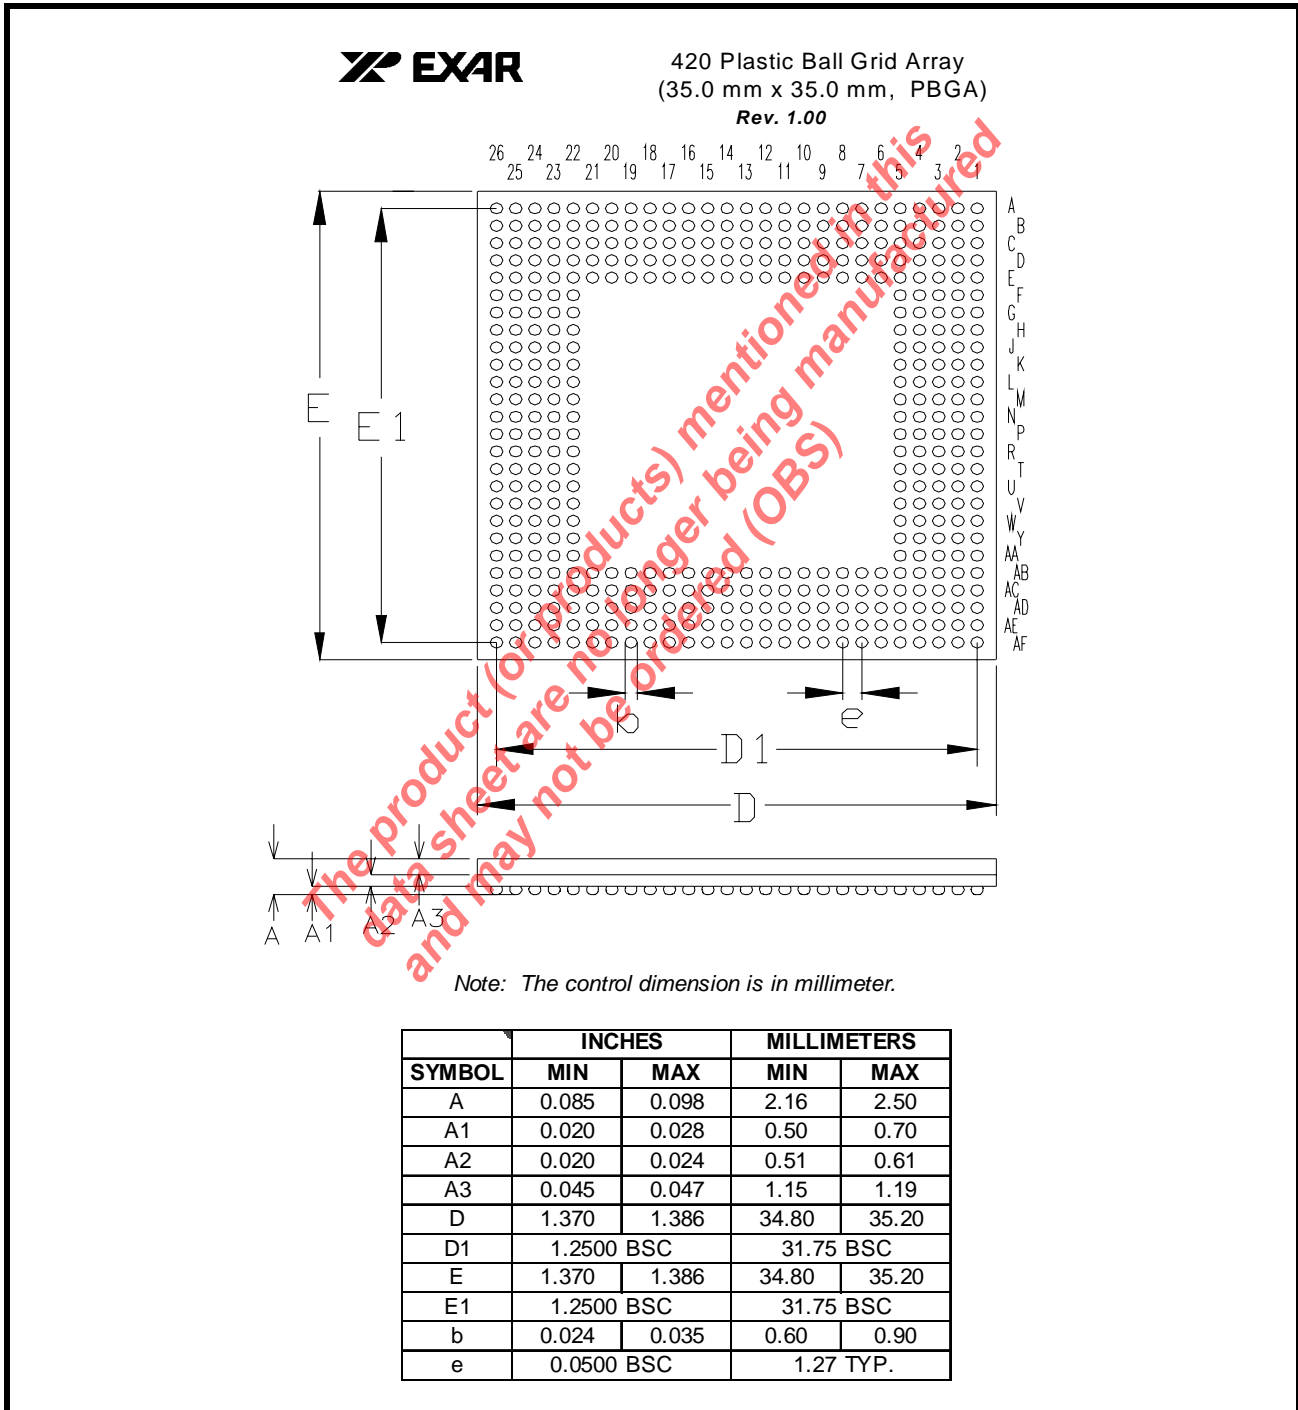 EXAR
420 Plastic Ball Grid Array
(35.0 mm x 35.0 mm, PBGA)
Rev. 1.00
26 24 22 20 18 16 14 12 10 8 6 4 2
25 23 21 19 17 15 13 11 9 7 5 3 1
A
B
C
D
E
F
G
H
J
K
L
M
N
P
R
T
U
V
W
Y
AA
AB
AC
AD
AE
AF
E
E1
b
e
D1
D
A
A1
A2
A3
The product (or products) mentioned in this
data sheet are no longer being manufactured
and may not be ordered (OBS)
Note: The control dimension is in millimeter.
INCHES MILLIMETERS
SYMBOL MIN MAX MIN MAX
A 0.085 0.098 2.16 2.50
A1 0.020 0.028 0.50 0.70
A2 0.020 0.024 0.51 0.61
A3 0.045 0.047 1.15 1.19
D 1.370 1.386 34.80 35.20
D1 1.2500 BSC 31.75 BSC
E 1.370 1.386 34.80 35.20
E1 1.2500 BSC 31.75 BSC
b 0.024 0.035 0.60 0.90
e 0.0500 BSC 1.27 TYP.